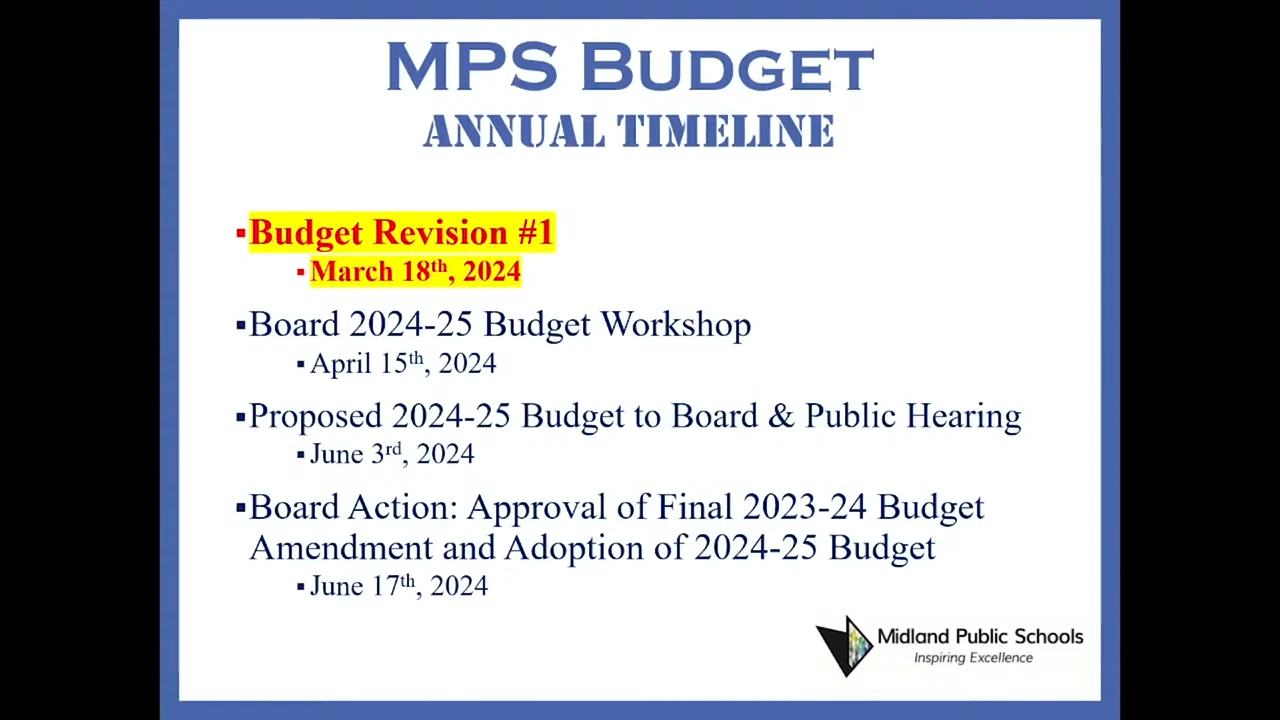 MPS BUDGET
ANNUAL TIMELINE
▪Budget Revision #1
▪March 18th, 2024
▪Board 2024-25 Budget Workshop
▪April 15th, 2024
▪Proposed 2024-25 Budget to Board & Public Hearing
▪June 3rd, 2024
▪Board Action: Approval of Final 2023-24 Budget
Amendment and Adoption of 2024-25 Budget
▪June 17th, 2024
Midland Public Schools
Inspiring Excellence